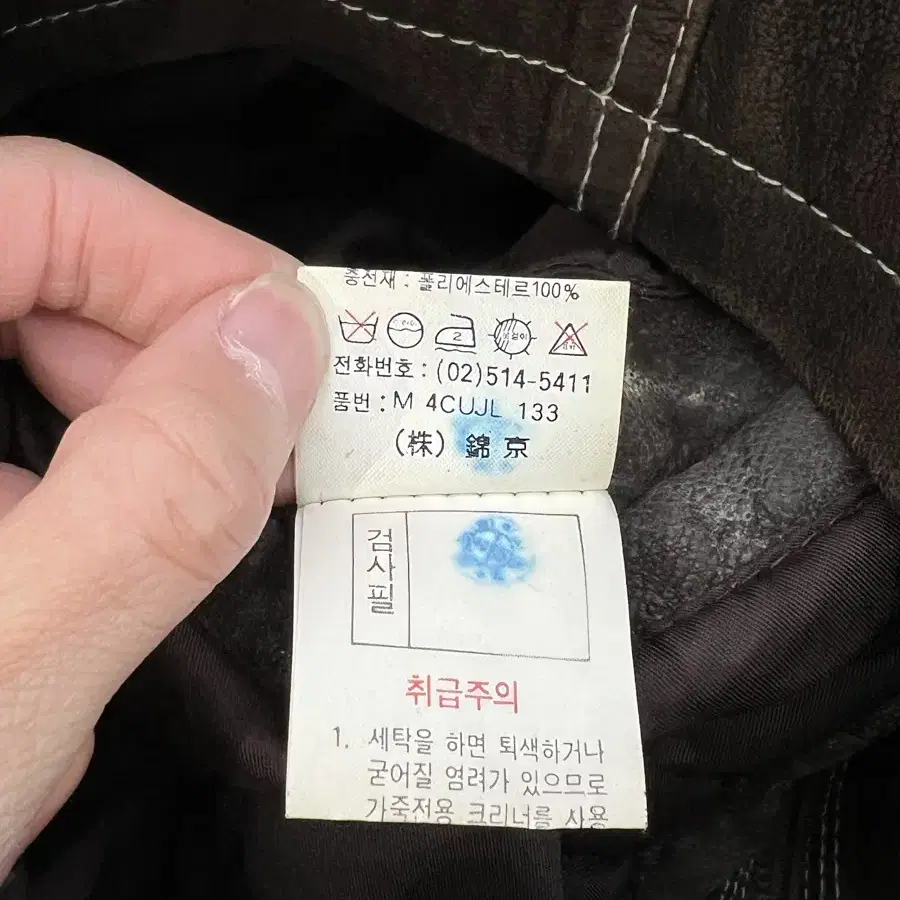 충전재 : 폴리에스테르100%
2
전화번호 : (02)514-5411
품번 : M 4CUJL 133
(株) 錦 京
검사필
취급주의
1. 세탁을 하면 퇴색하거나
굳어질 염려가 있으므로
가죽전용 크리너를 사용